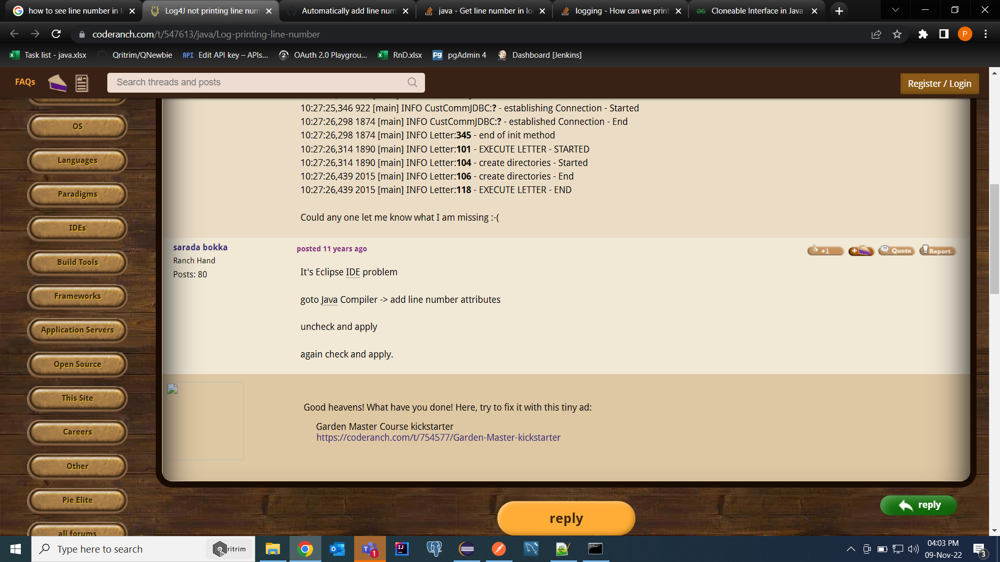 how to see line number in l
Log4J not printing line num
Automatically add line num
java - Get line number in lo
logging - How can we print
Cloneable Interface in Java
coderanch.com/t/547613/java/Log-printing-line-number
P
Task list - java.xlsx
Qritrim/QNewbie
API Edit API key – APIs...
OAuth 2.0 Playgrou...
RnD.xlsx
Pg pgAdmin 4
Dashboard [Jenkins]
FAQs
Search threads and posts
Register / Login
10:27:25,346 922 [main] INFO CustCommJDBC:? - establishing Connection - Started
10:27:26,298 1874 [main] INFO CustCommJDBC:? - established Connection - End
10:27:26,298 1874 [main] INFO Letter:345 - end of init method
10:27:26,314 1890 [main] INFO Letter:101 - EXECUTE LETTER - STARTED
10:27:26,314 1890 [main] INFO Letter:104 - create directories - Started
10:27:26,439 2015 [main] INFO Letter:106 - create directories - End
10:27:26,439 2015 [main] INFO Letter:118 - EXECUTE LETTER - END
Could any one let me know what I am missing :-(
sarada bokka
Ranch Hand
Posts: 80
posted 11 years ago
+1
Quote
Report
It's Eclipse IDE problem
goto Java Compiler -> add line number attributes
uncheck and apply
again check and apply.
Good heavens! What have you done! Here, try to fix it with this tiny ad:
Garden Master Course kickstarter
https://coderanch.com/t/754577/Garden-Master-kickstarter
reply
reply
OS
Languages
Paradigms
IDEs
Build Tools
Frameworks
Application Servers
Open Source
This Site
Careers
Other
Pie Elite
all forums
Type here to search
Qritrim
1
04:03 PM
09-Nov-22
3